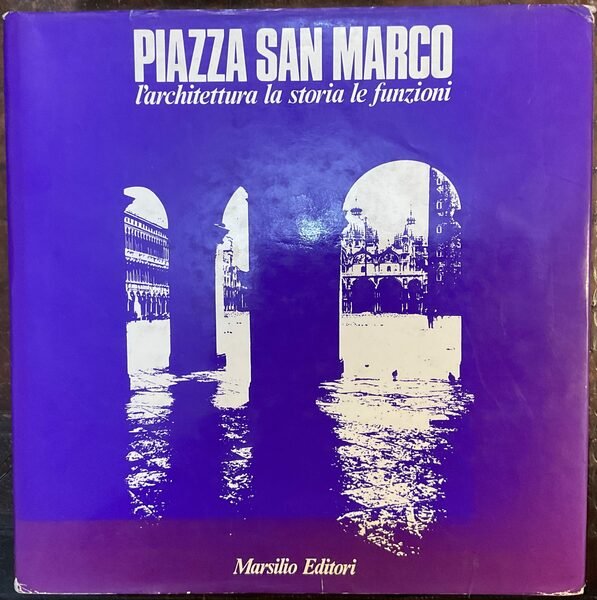 PIAZZA SAN MARCO
l'architettura la storia le funzioni
Marsilio Editori